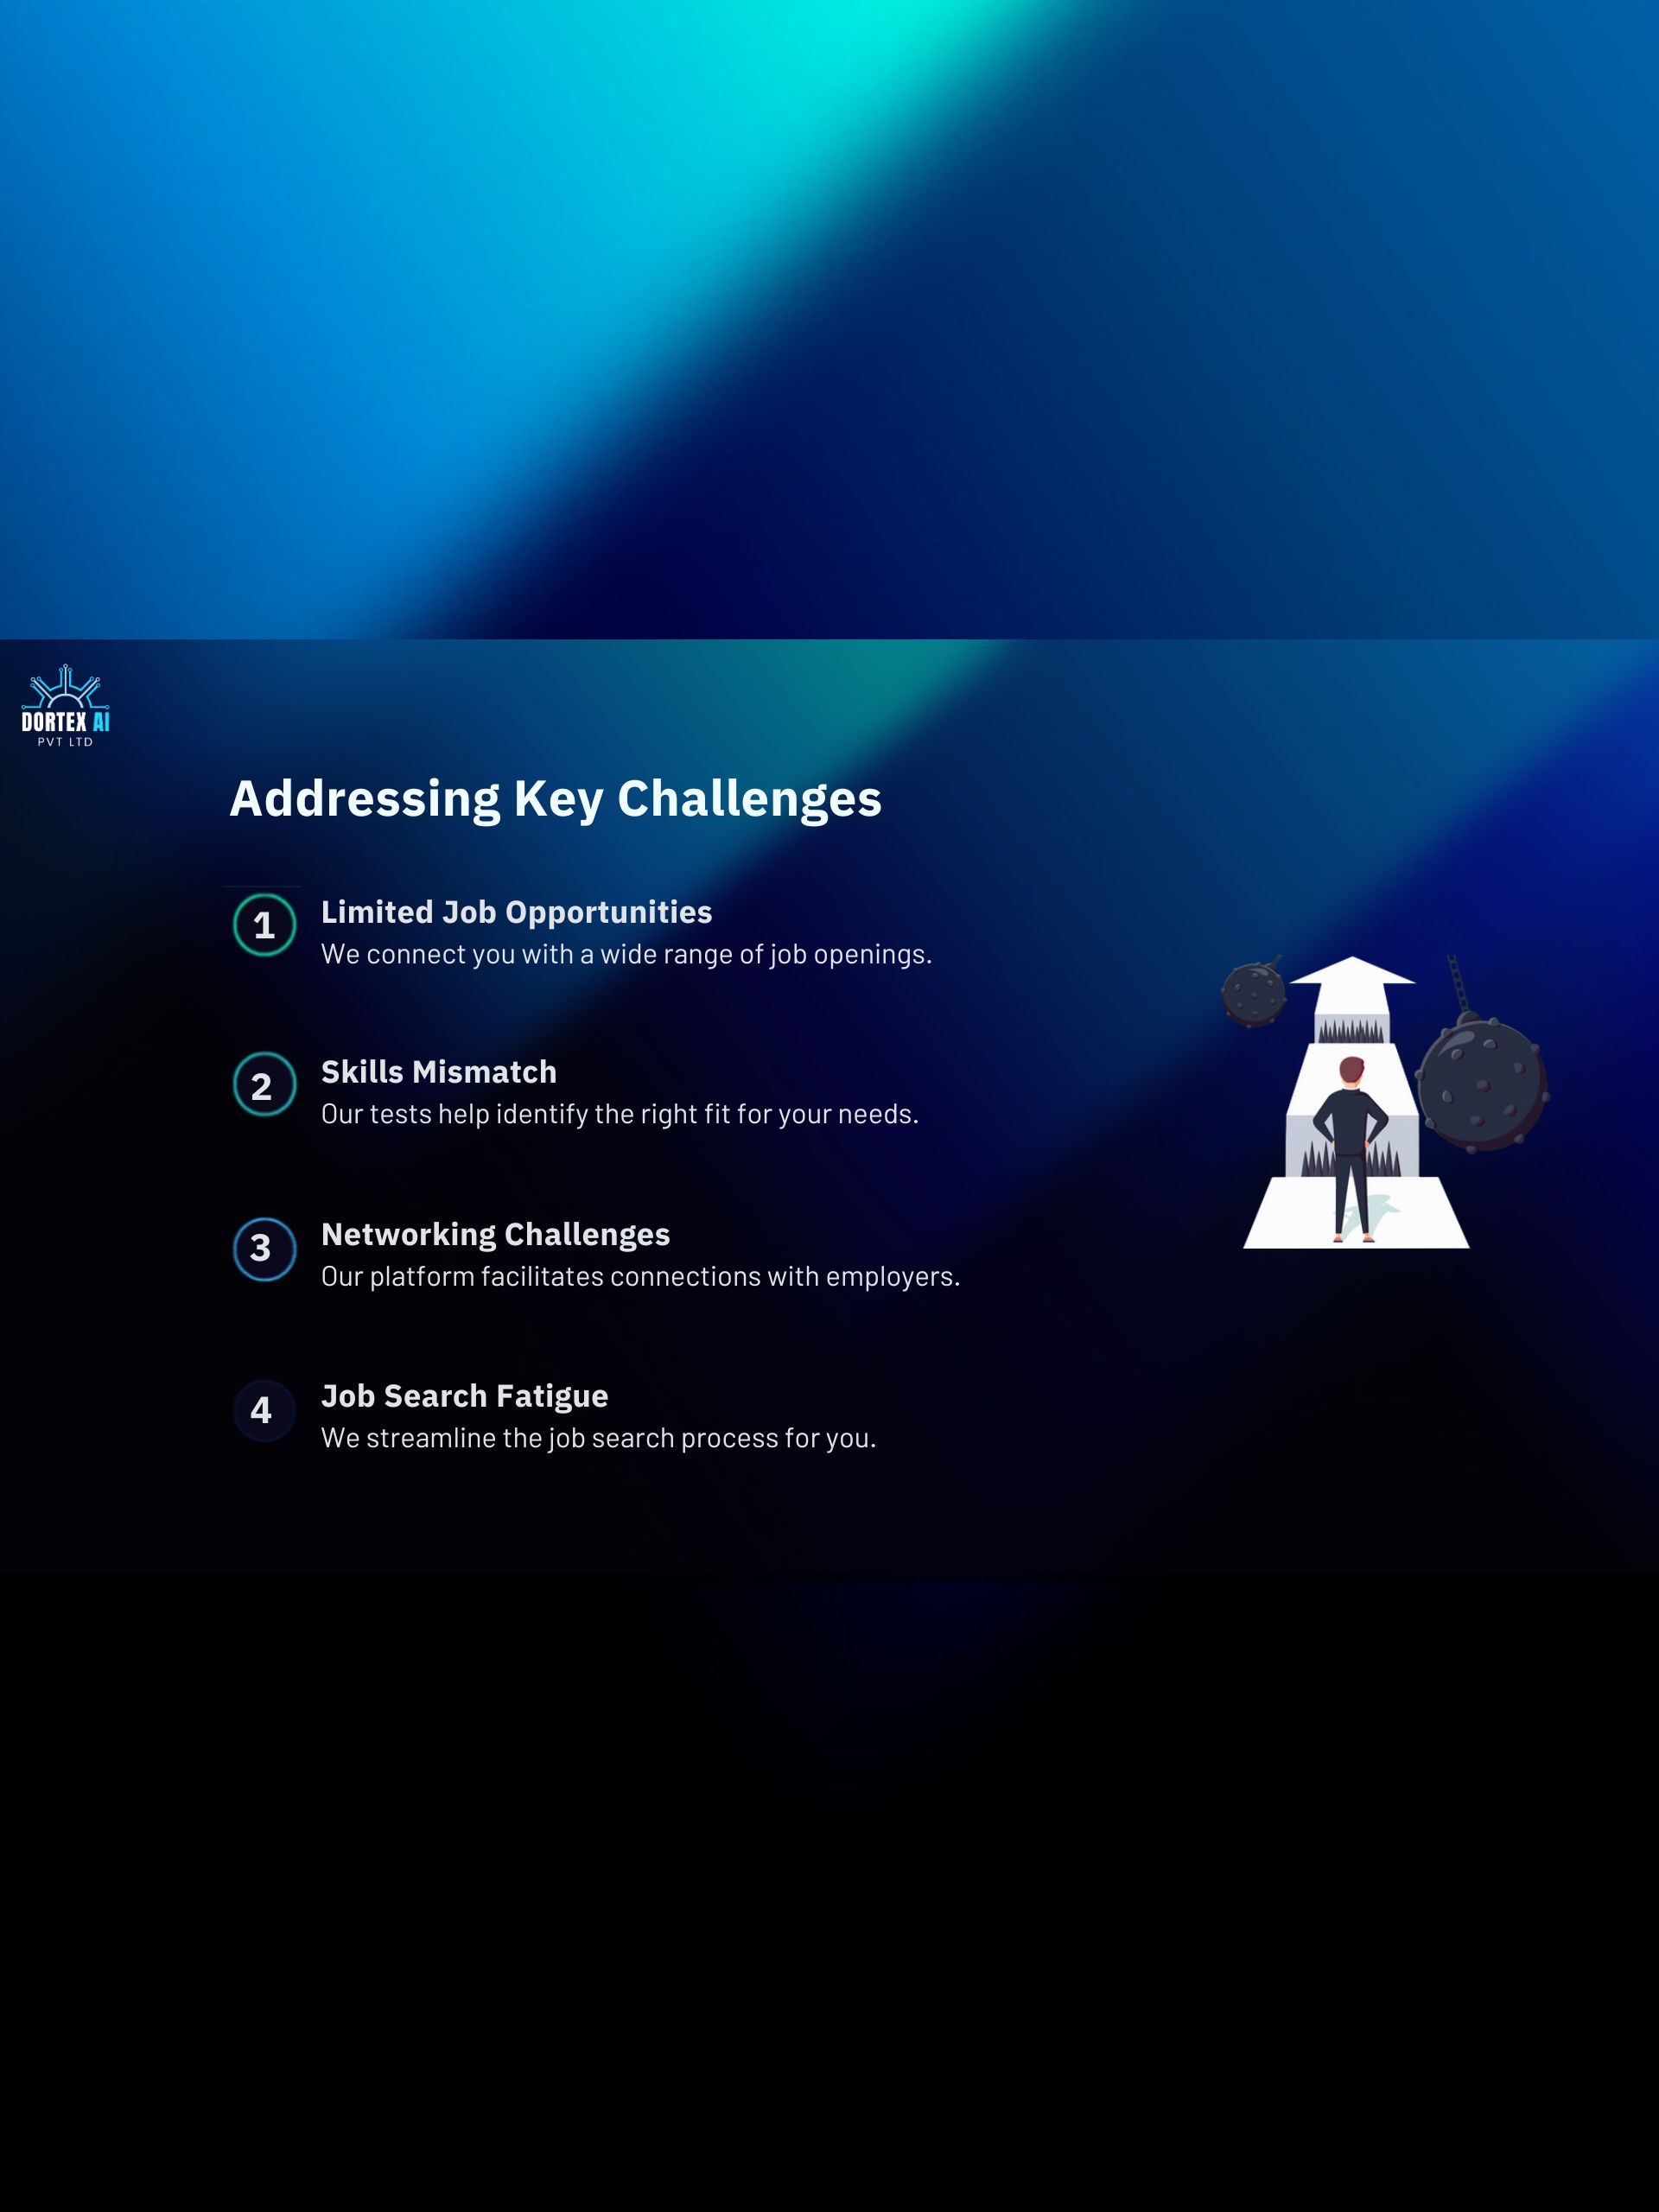 DORTEX AI
PVT LTD
Addressing Key Challenges
1
Limited Job Opportunities
We connect you with a wide range of job openings.
2
Skills Mismatch
Our tests help identify the right fit for your needs.
3
Networking Challenges
Our platform facilitates connections with employers.
4
Job Search Fatigue
We streamline the job search process for you.